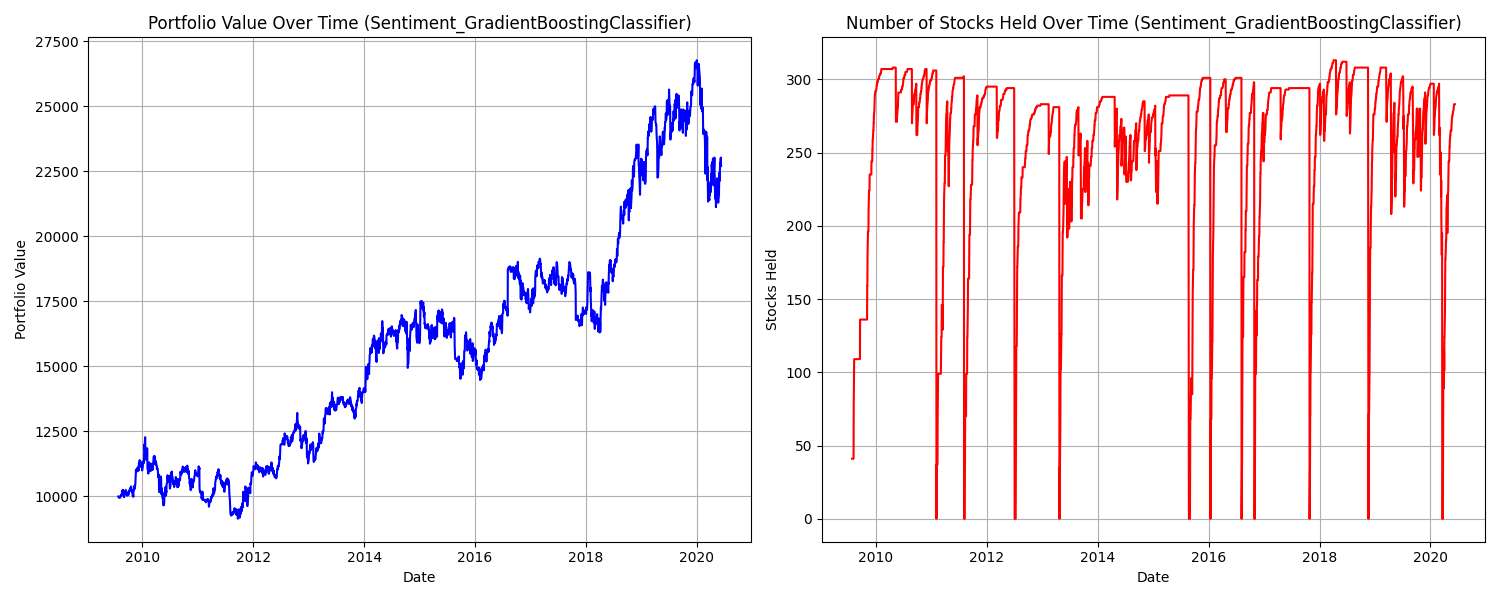 Portfolio Value Over Time (Sentiment_GradientBoostingClassifier)
27500
25000
22500
20000
17500
15000
12500
10000
Portfolio Value
2010 2012 2014 2016 2018 2020
Date
Number of Stocks Held Over Time (Sentiment_GradientBoostingClassifier)
300
250
200
150
100
50
0
Stocks Held
2010 2012 2014 2016 2018 2020
Date